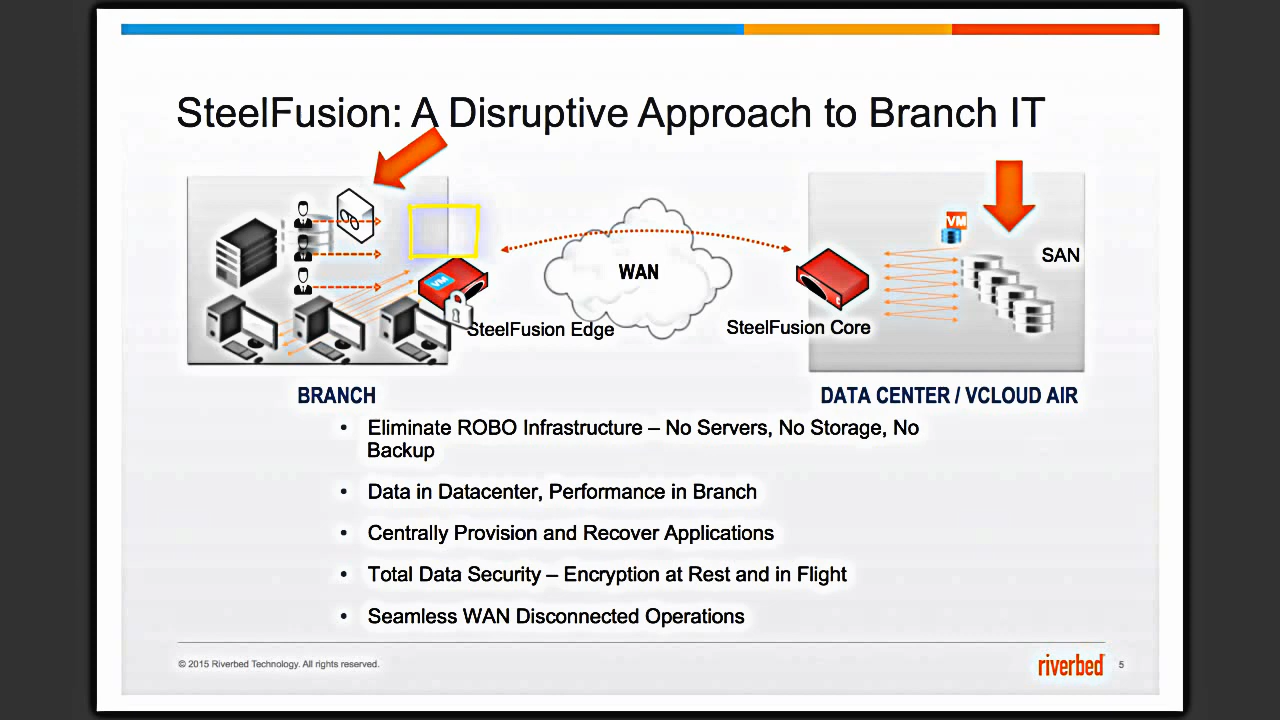 SteelFusion: A Disruptive Approach to Branch IT
VM
SAN
WAN
VM
SteelFusion Edge
SteelFusion Core
BRANCH
DATA CENTER / VCLOUD AIR
• Eliminate ROBO Infrastructure – No Servers, No Storage, No
Backup
• Data in Datacenter, Performance in Branch
• Centrally Provision and Recover Applications
• Total Data Security – Encryption at Rest and in Flight
• Seamless WAN Disconnected Operations
© 2015 Riverbed Technology. All rights reserved.
riverbed
5